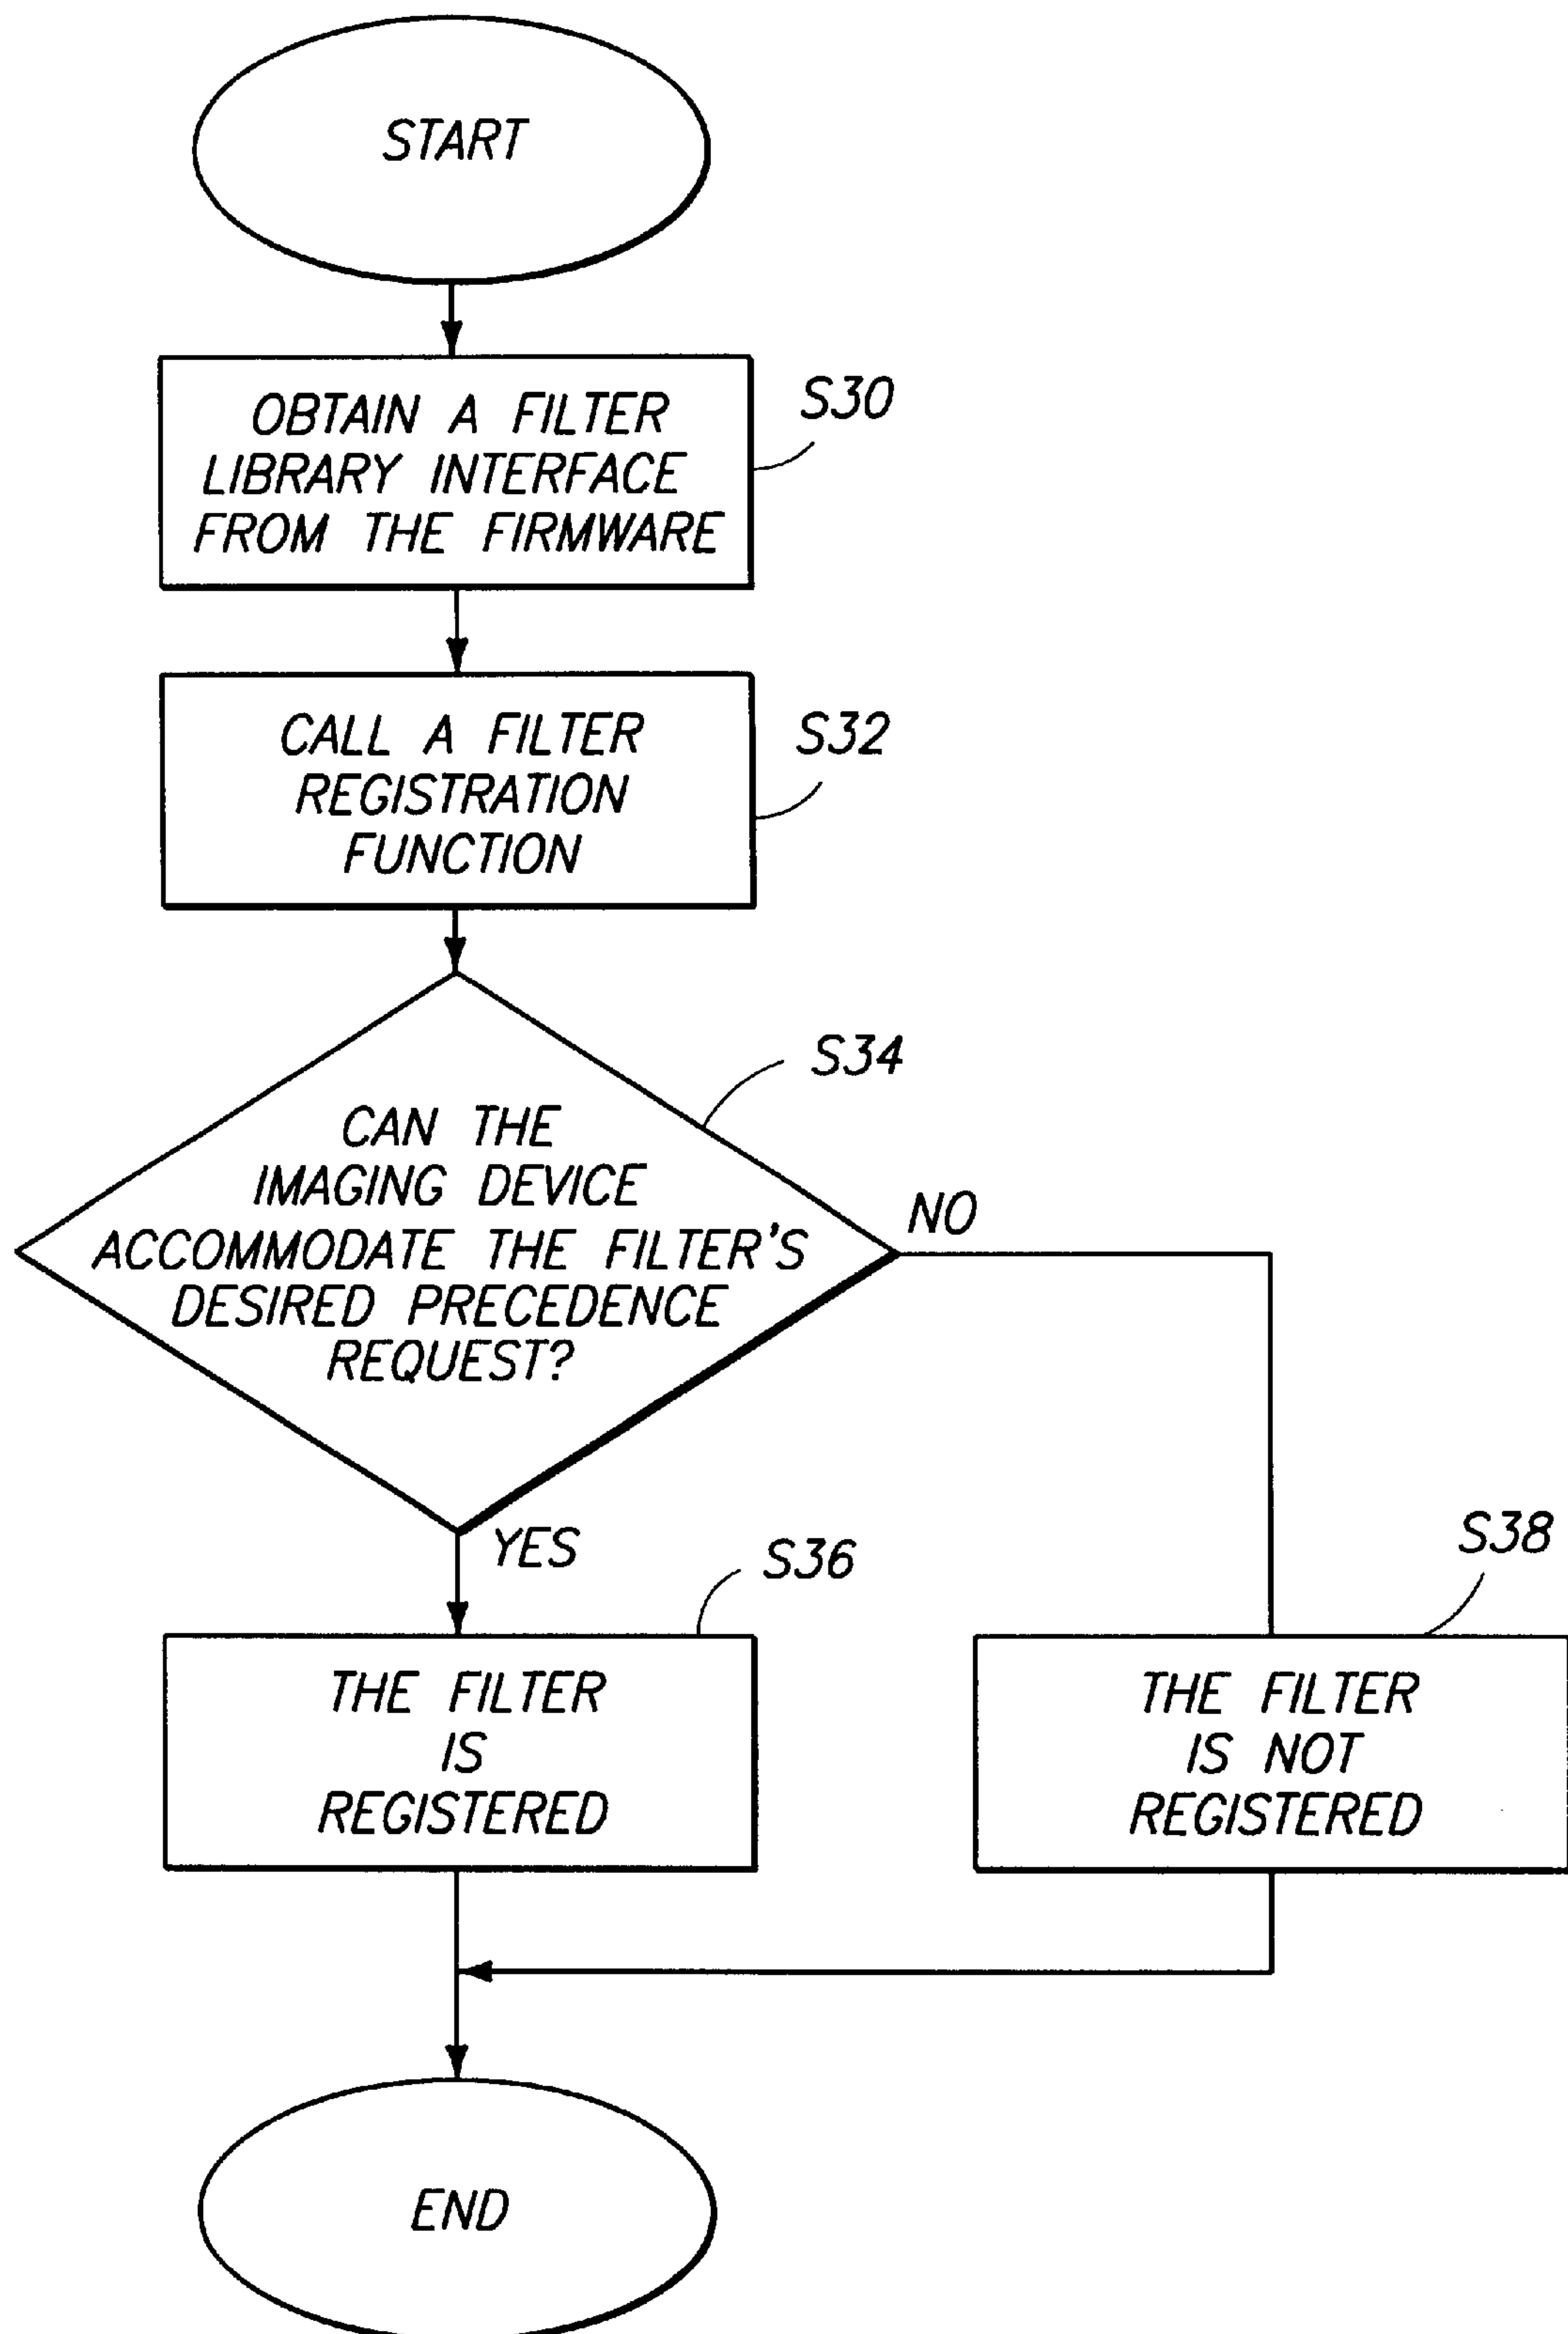 START
OBTAIN A FILTER
LIBRARY INTERFACE
FROM THE FIRMWARE
S30
CALL A FILTER
REGISTRATION
FUNCTION
S32
CAN THE
IMAGING DEVICE
ACCOMMODATE THE FILTER'S
DESIRED PRECEDENCE
REQUEST?
S34
NO
YES
S36
THE FILTER
IS
REGISTERED
S38
THE FILTER
IS NOT
REGISTERED
END